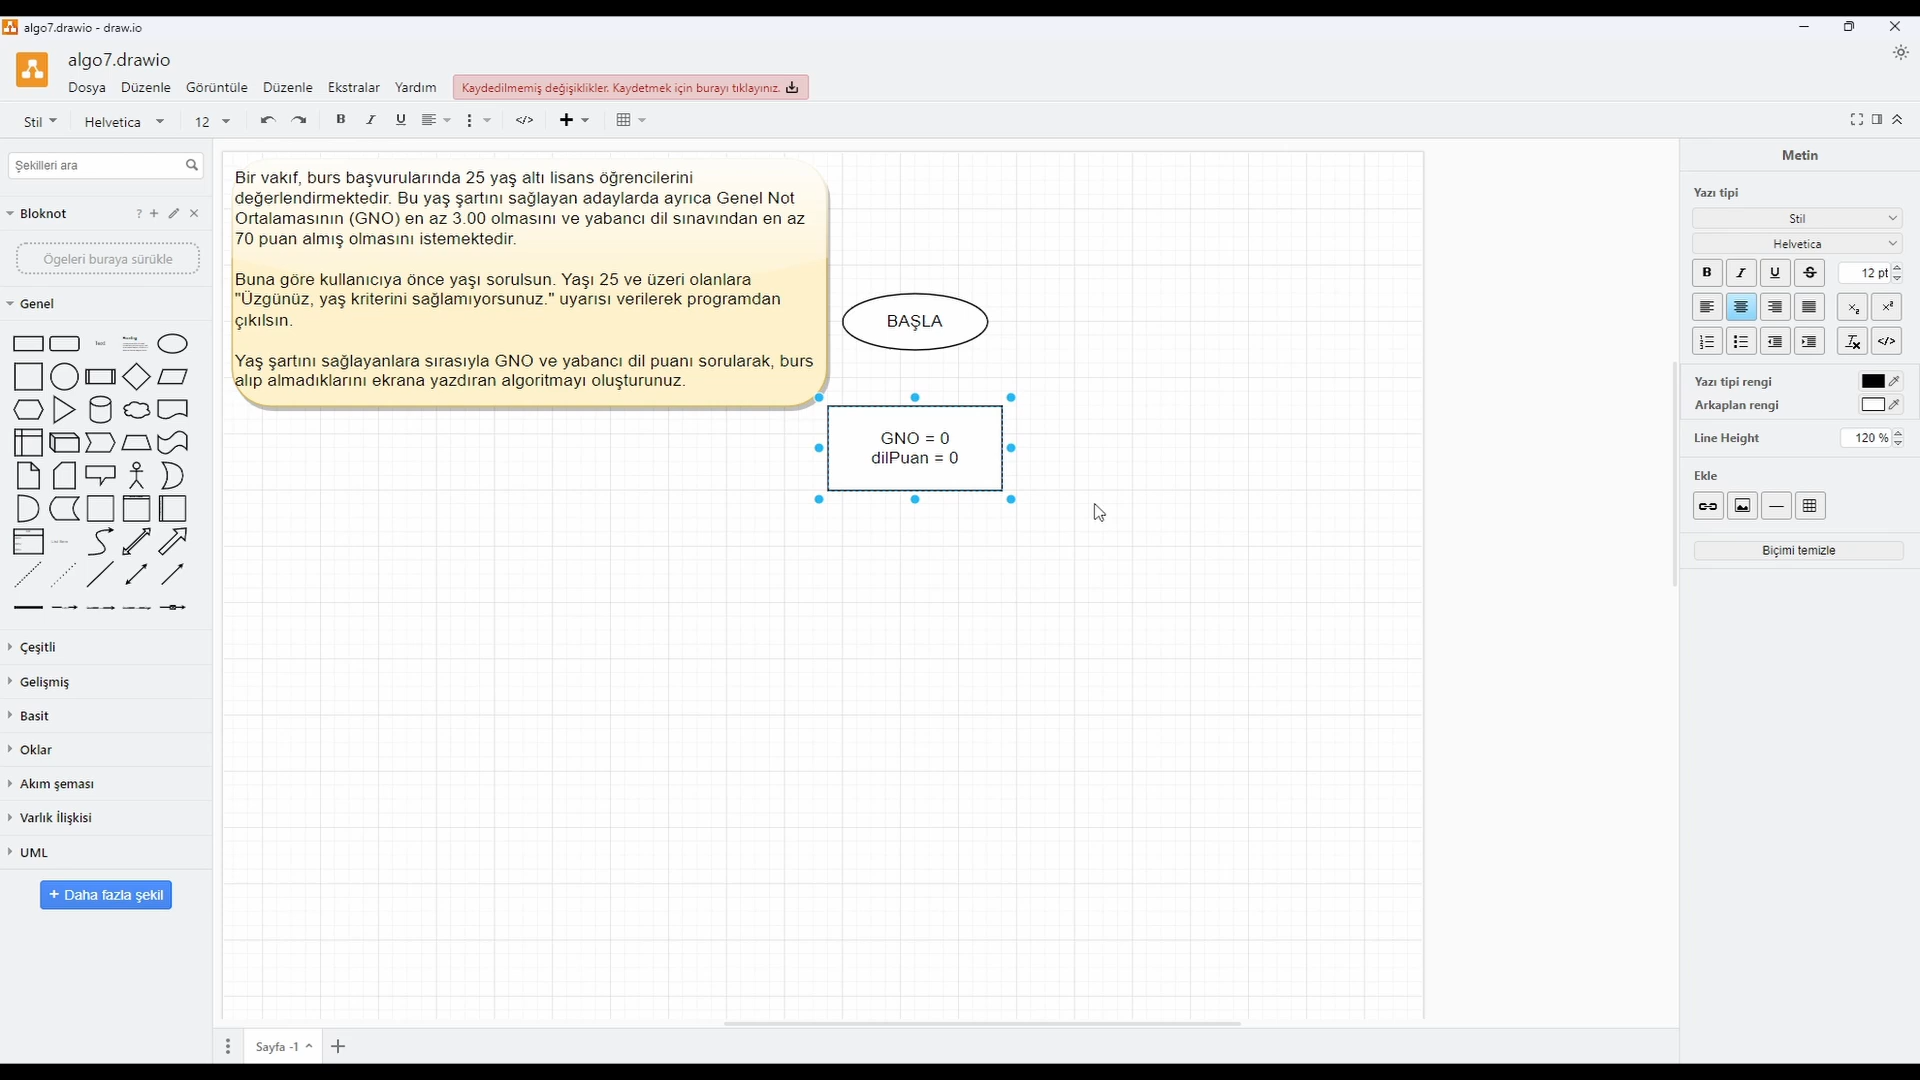 algo7.drawio - draw.io
algo7.drawio
Dosya Düzenle Görüntüle Düzenle Ekstralar Yardım Kaydedilmemiş değişiklikler. Kaydetmek için burayı tıklayınız.
Stil Helvetica 12 B I U
Şekilleri ara
Bloknot ?
Ögeleri buraya sürükle
Genel
Text
Heading
Çeşitli
Gelişmiş
Basit
Oklar
Akım şeması
Varlık İlişkisi
UML
+ Daha fazla şekil
Bir vakıf, burs başvurularında 25 yaş altı lisans öğrencilerini
değerlendirmektedir. Bu yaş şartını sağlayan adaylarda ayrıca Genel Not
Ortalamasının (GNO) en az 3.00 olmasını ve yabancı dil sınavından en az
70 puan almış olmasını istemektedir.
Buna göre kullanıcıya önce yaşı sorulsun. Yaşı 25 ve üzeri olanlara
"Üzgünüz, yaş kriterini sağlamıyorsunuz." uyarısı verilerek programdan
çıkılsın.
Yaş şartını sağlayanlara sırasıyla GNO ve yabancı dil puanı sorularak, burs
alıp almadıklarını ekrana yazdıran algoritmayı oluşturunuz.
BAŞLA
GNO = 0
dilPuan = 0
Sayfa -1
Metin
Yazı tipi
Stil
Helvetica
B I U S 12 pt
Yazı tipi rengi
Arkaplan rengi
Line Height 120 %
Ekle
Biçimi temizle